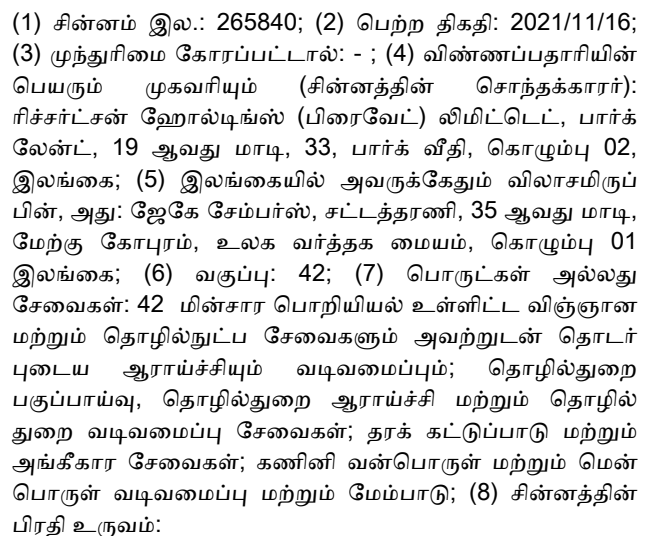 (1) சின்னம் இல.: 265840; (2) பெற்ற திகதி: 2021/11/16;
(3) முந்துரிமை கோரப்பட்டால்: - ; (4) விண்ணப்பதாரியின்
பெயரும் முகவரியும் (சின்னத்தின் சொந்தக்காரர்):
ரிச்சர்ட்சன் ஹோல்டிங்ஸ் (பிரைவேட்) லிமிட்டெட், பார்க்
லேண்ட், 19 ஆவது மாடி, 33, பார்க் வீதி, கொழும்பு 02,
இலங்கை; (5) இலங்கையில் அவருக்கேதும் விலாசமிருப்
பின், அது: ஜேகே சேம்பர்ஸ், சட்டத்தரணி, 35 ஆவது மாடி,
மேற்கு கோபுரம், உலக வர்த்தக மையம், கொழும்பு 01
இலங்கை; (6) வகுப்பு: 42; (7) பொருட்கள் அல்லது
சேவைகள்: 42 மின்சார பொறியியல் உள்ளிட்ட விஞ்ஞான
மற்றும் தொழில்நுட்ப சேவைகளும் அவற்றுடன் தொடர்
புடைய ஆராய்ச்சியும் வடிவமைப்பும்; தொழில்துறை
பகுப்பாய்வு, தொழில்துறை ஆராய்ச்சி மற்றும் தொழில்
துறை வடிவமைப்பு சேவைகள்; தரக் கட்டுப்பாடு மற்றும்
அங்கீகார சேவைகள்; கணினி வன்பொருள் மற்றும் மென்
பொருள் வடிவமைப்பு மற்றும் மேம்பாடு; (8) சின்னத்தின்
பிரதி உருவம்: